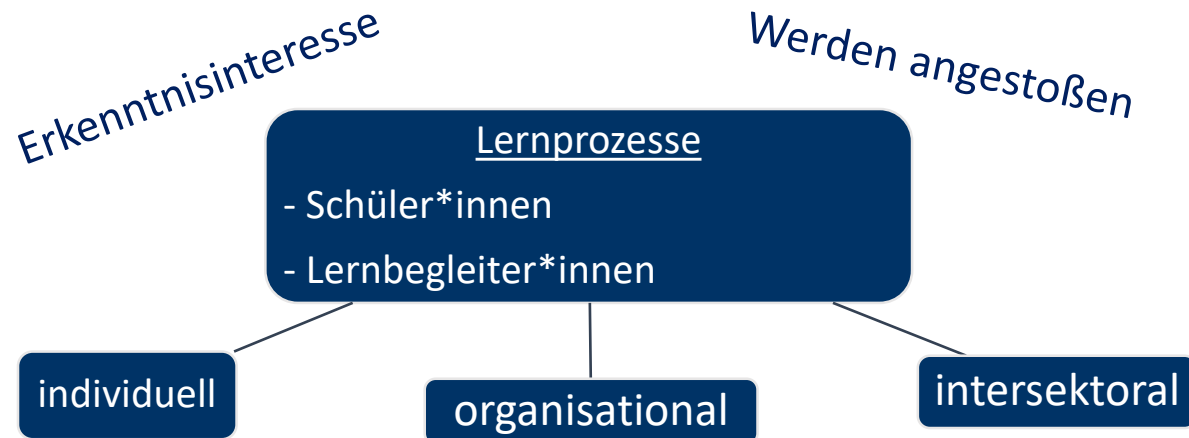 Erkenntnisinteresse
Werden angestoßen
Lernprozesse
- Schüler*innen
- Lernbegleiter*innen
individuell
organisational
intersektoral